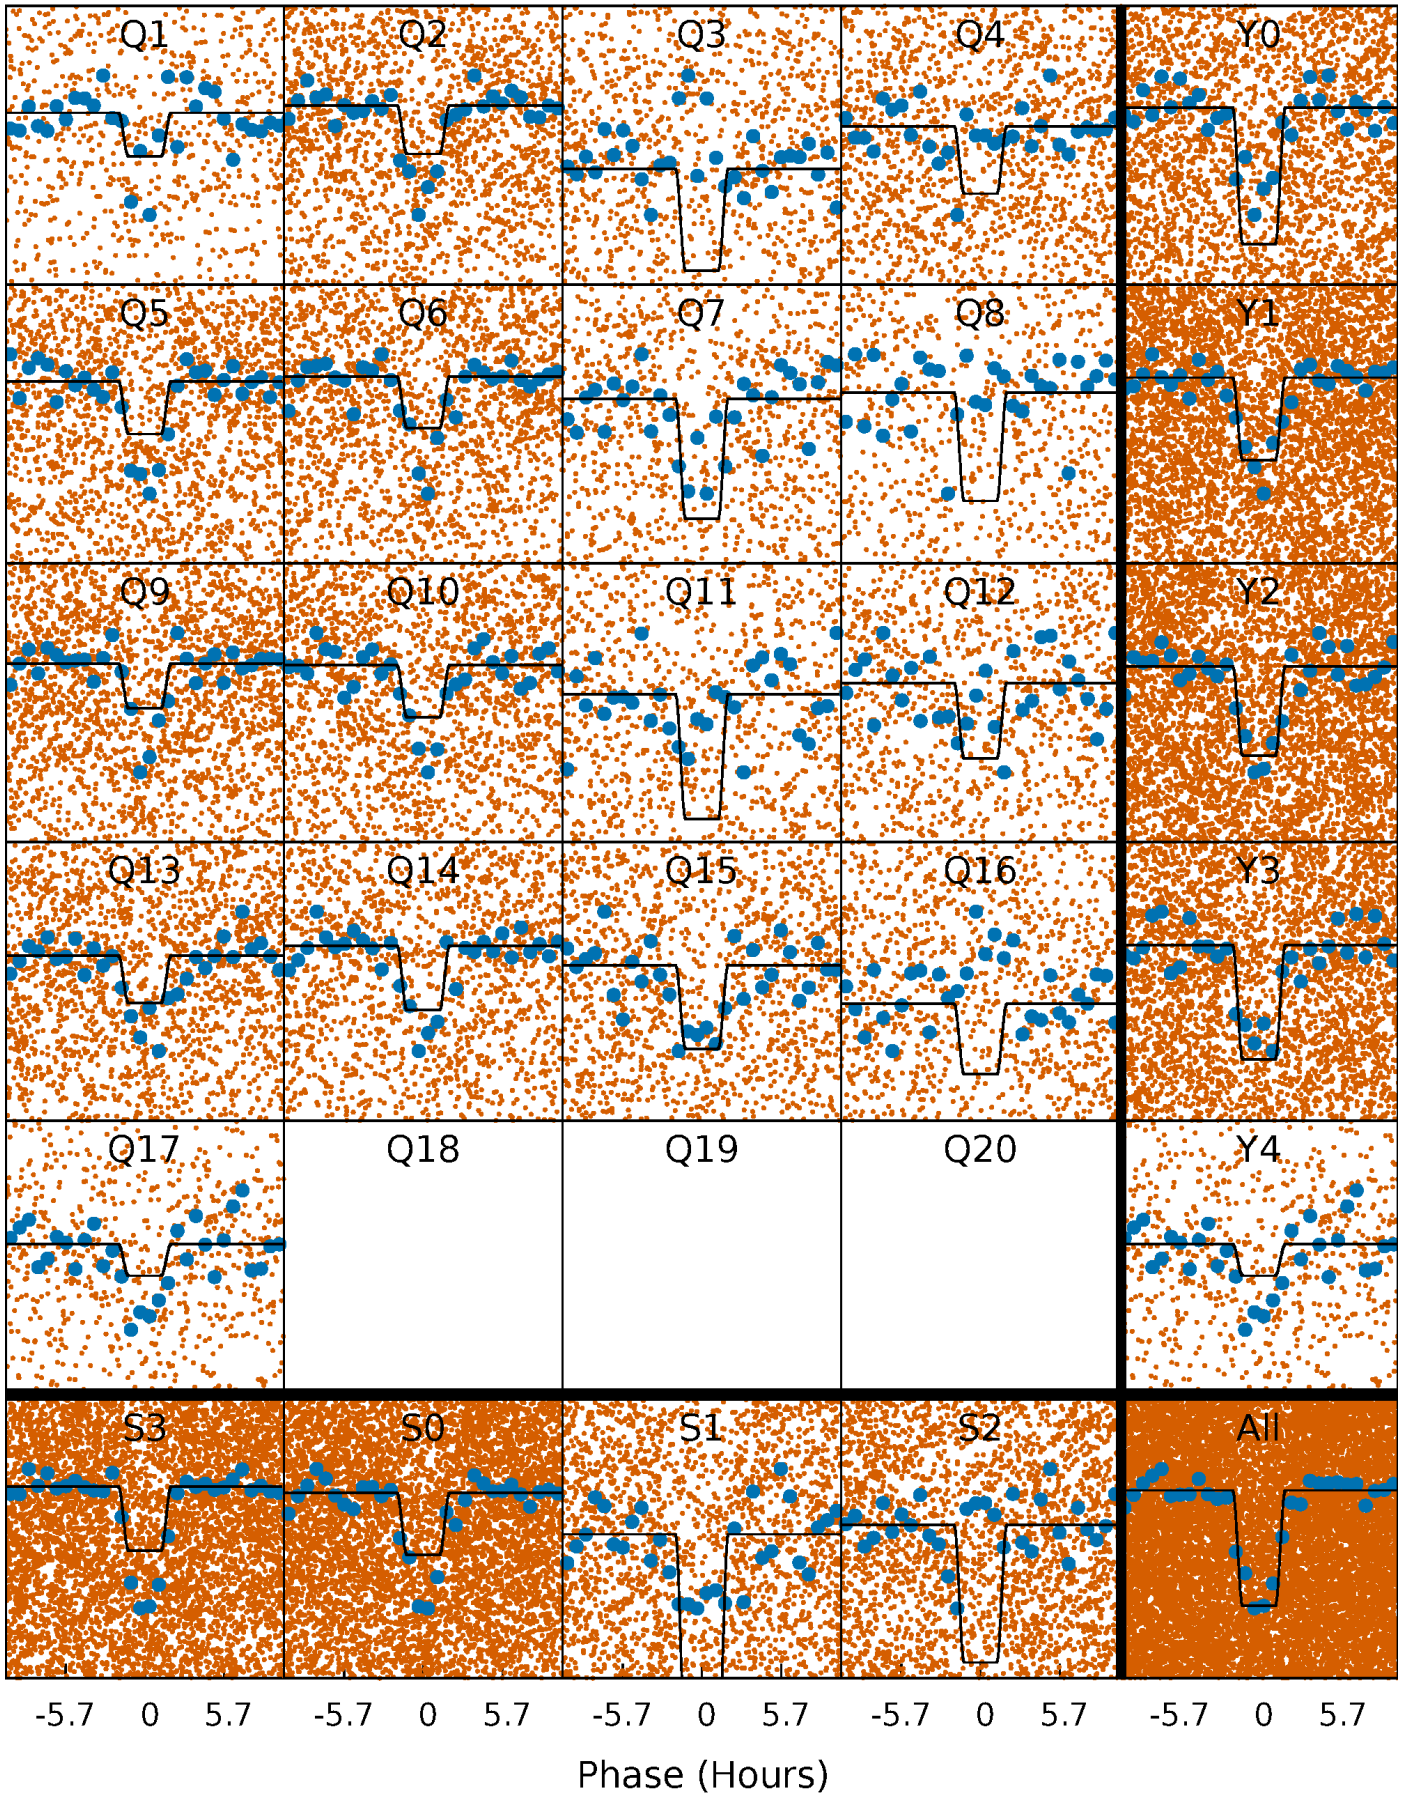 Q1 Q2 Q3 Q4 Y0
Q5 Q6 Q7 Q8 Y1
Q9 Q10 Q11 Q12 Y2
Q13 Q14 Q15 Q16 Y3
Q17 Q18 Q19 Q20 Y4
S3 S0 S1 S2 All
-5.7 0 5.7 -5.7 0 5.7 -5.7 0 5.7 -5.7 0 5.7 -5.7 0 5.7
Phase (Hours)